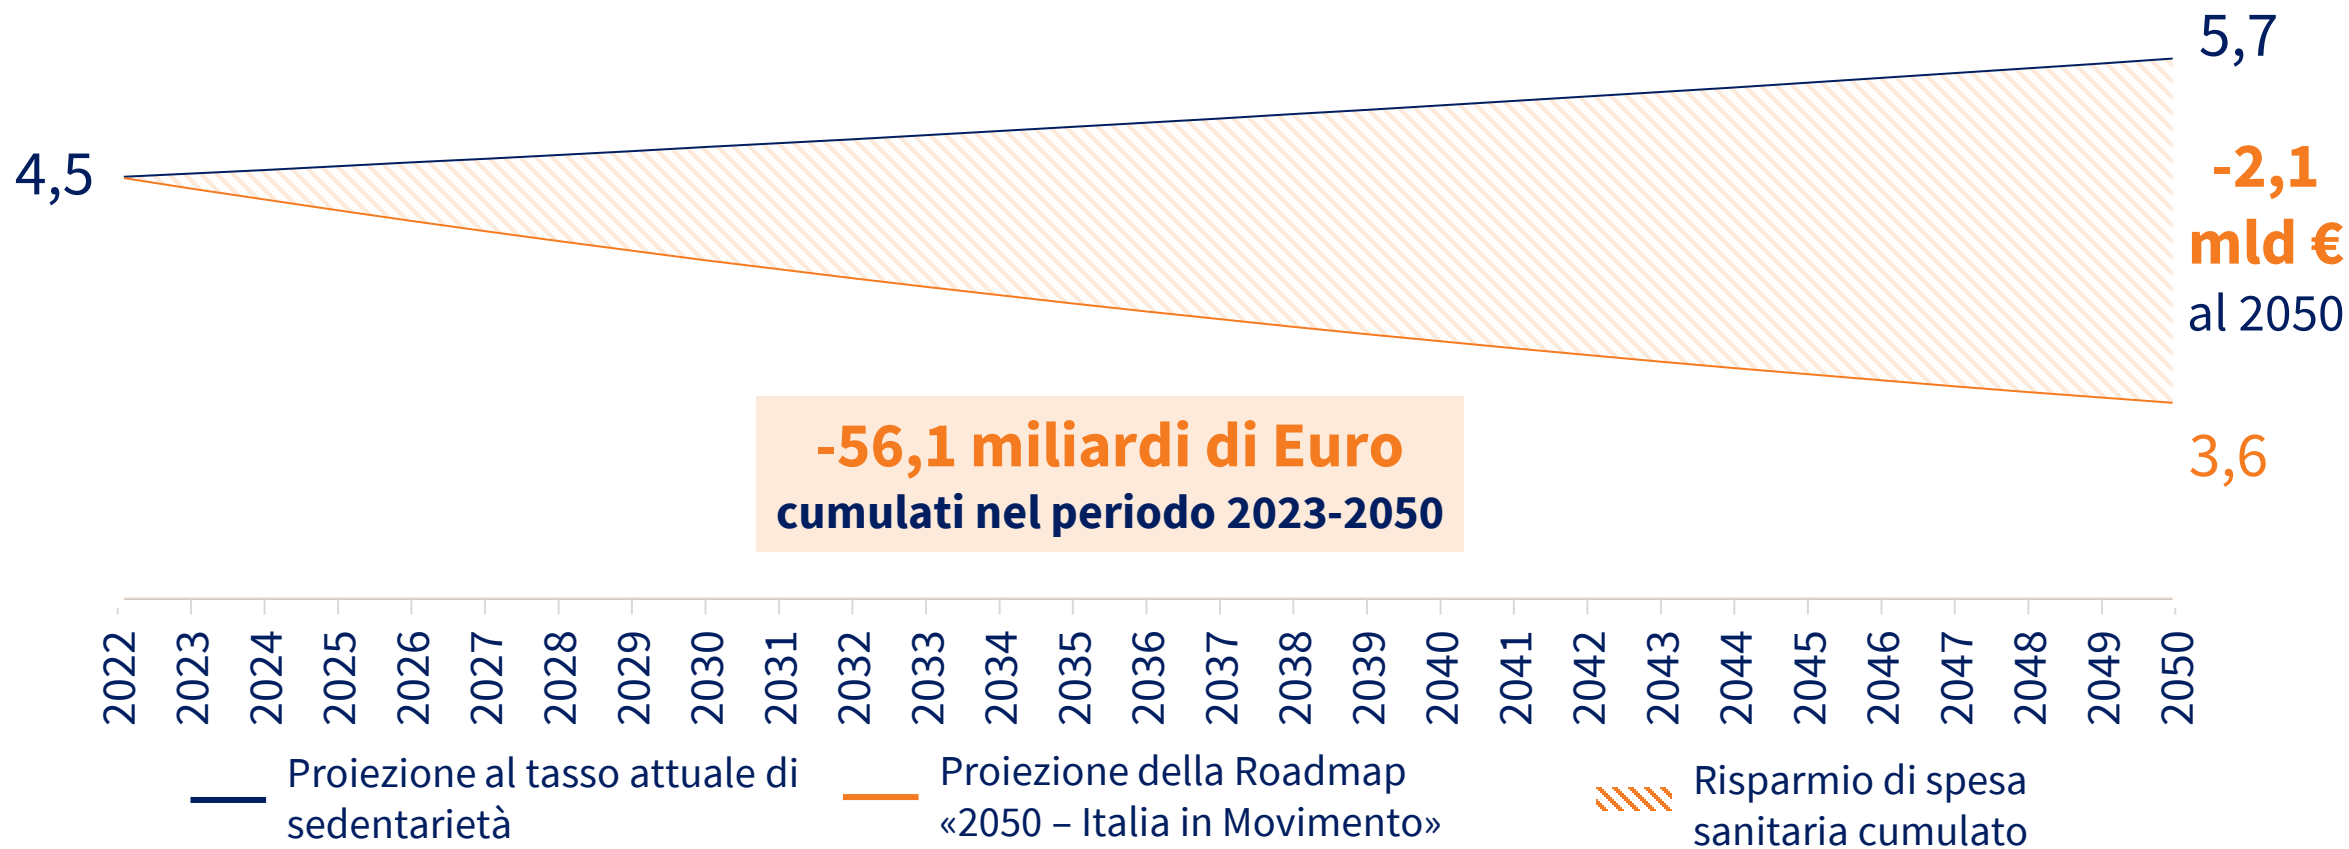 5,7
4,5
-2,1
mld €
al 2050
-56,1 miliardi di Euro
cumulati nel periodo 2023-2050
3,6
2022 2023 2024 2025 2026 2027 2028 2029 2030 2031 2032 2033 2034 2035 2036 2037 2038 2039 2040 2041 2042 2043 2044 2045 2046 2047 2048 2049 2050
Proiezione al tasso attuale di
sedentarietà
Proiezione della Roadmap
«2050 – Italia in Movimento»
Risparmio di spesa
sanitaria cumulato